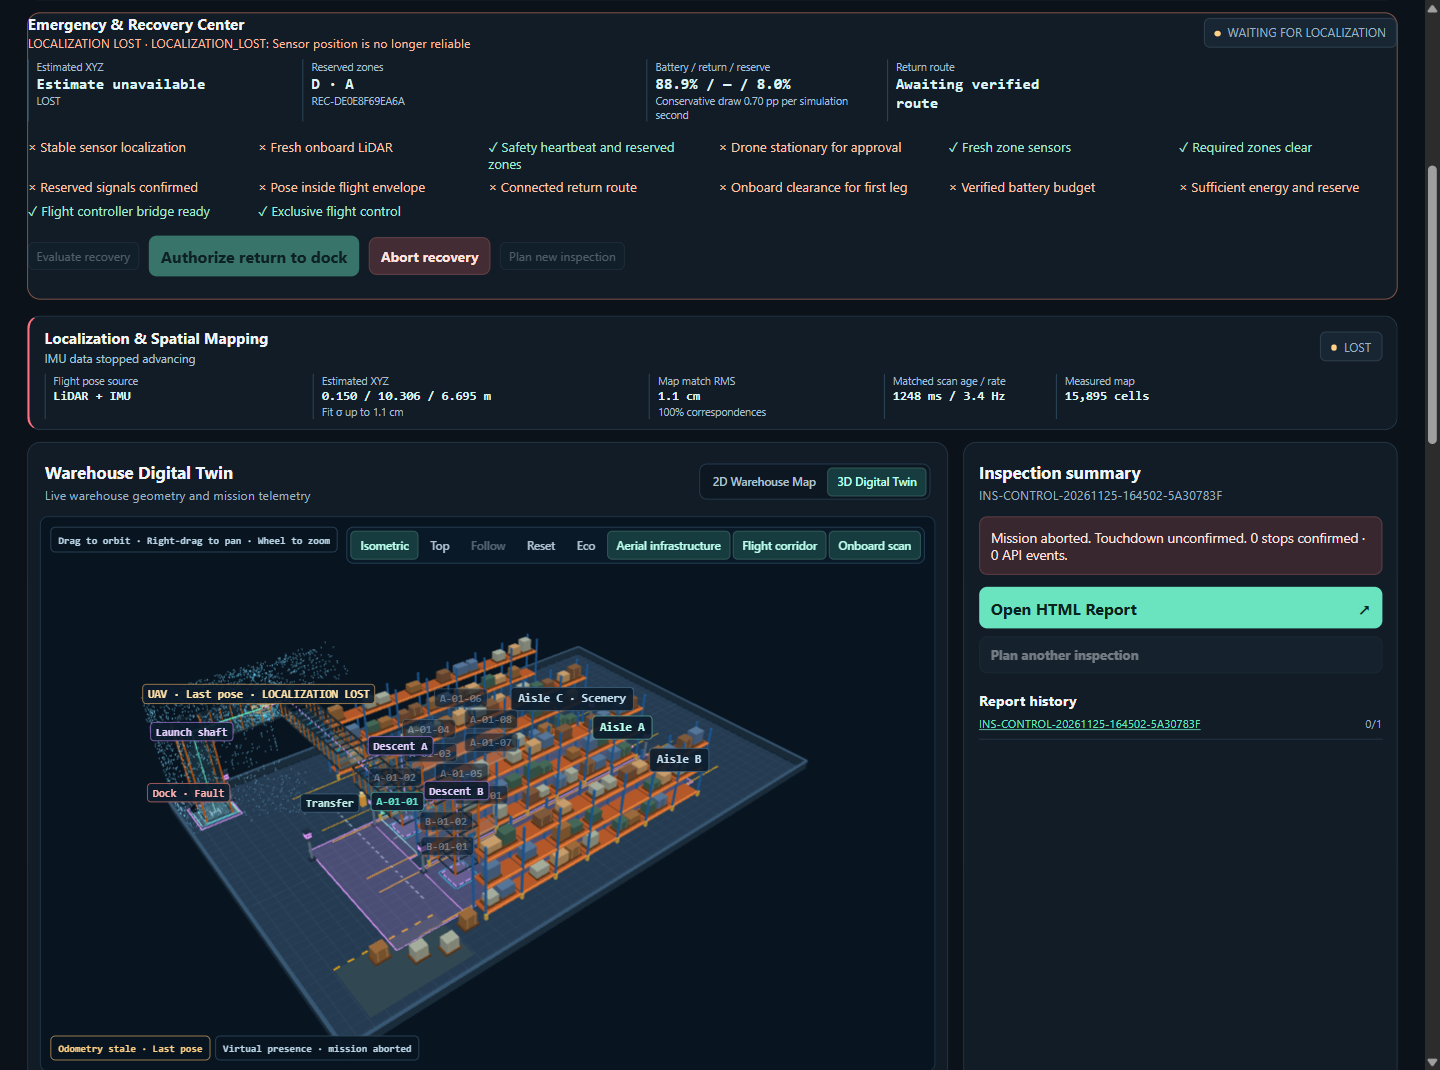 Emergency & Recovery Center
LOCALIZATION LOST · LOCALIZATION_LOST: Sensor position is no longer reliable
WAITING FOR LOCALIZATION
Estimated XYZ
Estimate unavailable
LOST
Reserved zones
D · A
REC-DE0E8F69EA6A
Battery / return / reserve
88.9% / — / 8.0%
Conservative draw 0.70 pp per simulation
second
Return route
Awaiting verified
route
× Stable sensor localization
× Fresh onboard LiDAR
✓ Safety heartbeat and reserved
zones
× Drone stationary for approval
✓ Fresh zone sensors
✓ Required zones clear
× Reserved signals confirmed
× Pose inside flight envelope
× Connected return route
× Onboard clearance for first leg
× Verified battery budget
× Sufficient energy and reserve
✓ Flight controller bridge ready
✓ Exclusive flight control
Evaluate recovery
Authorize return to dock
Abort recovery
Plan new inspection
Localization & Spatial Mapping
IMU data stopped advancing
LOST
Flight pose source
LiDAR + IMU
Estimated XYZ
0.150 / 10.306 / 6.695 m
Fit σ up to 1.1 cm
Map match RMS
1.1 cm
100% correspondences
Matched scan age / rate
1248 ms / 3.4 Hz
Measured map
15,895 cells
Warehouse Digital Twin
Live warehouse geometry and mission telemetry
2D Warehouse Map
3D Digital Twin
Drag to orbit · Right-drag to pan · Wheel to zoom
Isometric
Top
Follow
Reset
Eco
Aerial infrastructure
Flight corridor
Onboard scan
UAV · Last pose · LOCALIZATION LOST
A-01-06
Aisle C · Scenery
Launch shaft
A-01-04
A-01-08
Aisle A
Descent A
-03
A-01-07
Aisle B
A-01-02
A-01-05
Dock · Fault
Transfer
A-01-01
Descent B
01
B-01-02
B-01-01
Odometry stale · Last pose
Virtual presence · mission aborted
Inspection summary
INS-CONTROL-20261125-164502-5A30783F
Mission aborted. Touchdown unconfirmed. 0 stops confirmed ·
0 API events.
Open HTML Report ↗
Plan another inspection
Report history
INS-CONTROL-20261125-164502-5A30783F 0/1